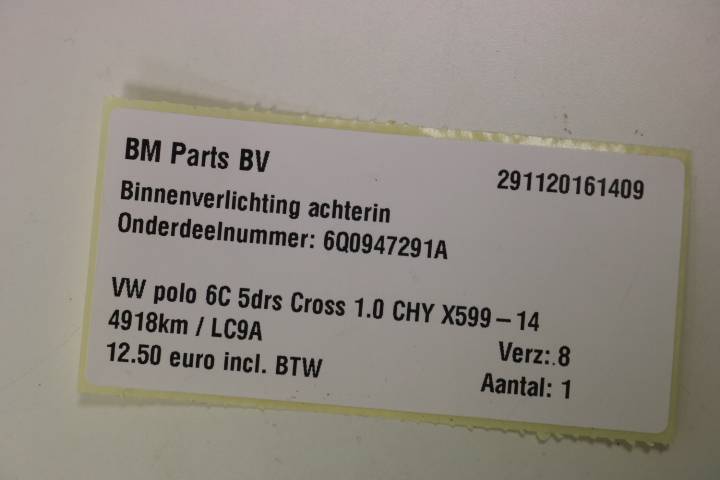 BM Parts BV
291120161409
Binnenverlichting achterin
Onderdeelnummer: 6Q0947291A
VW polo 6C 5drs Cross 1.0 CHY X599 – 14
4918km / LC9A
Verz:.8
12.50 euro incl. BTW
Aantal: 1